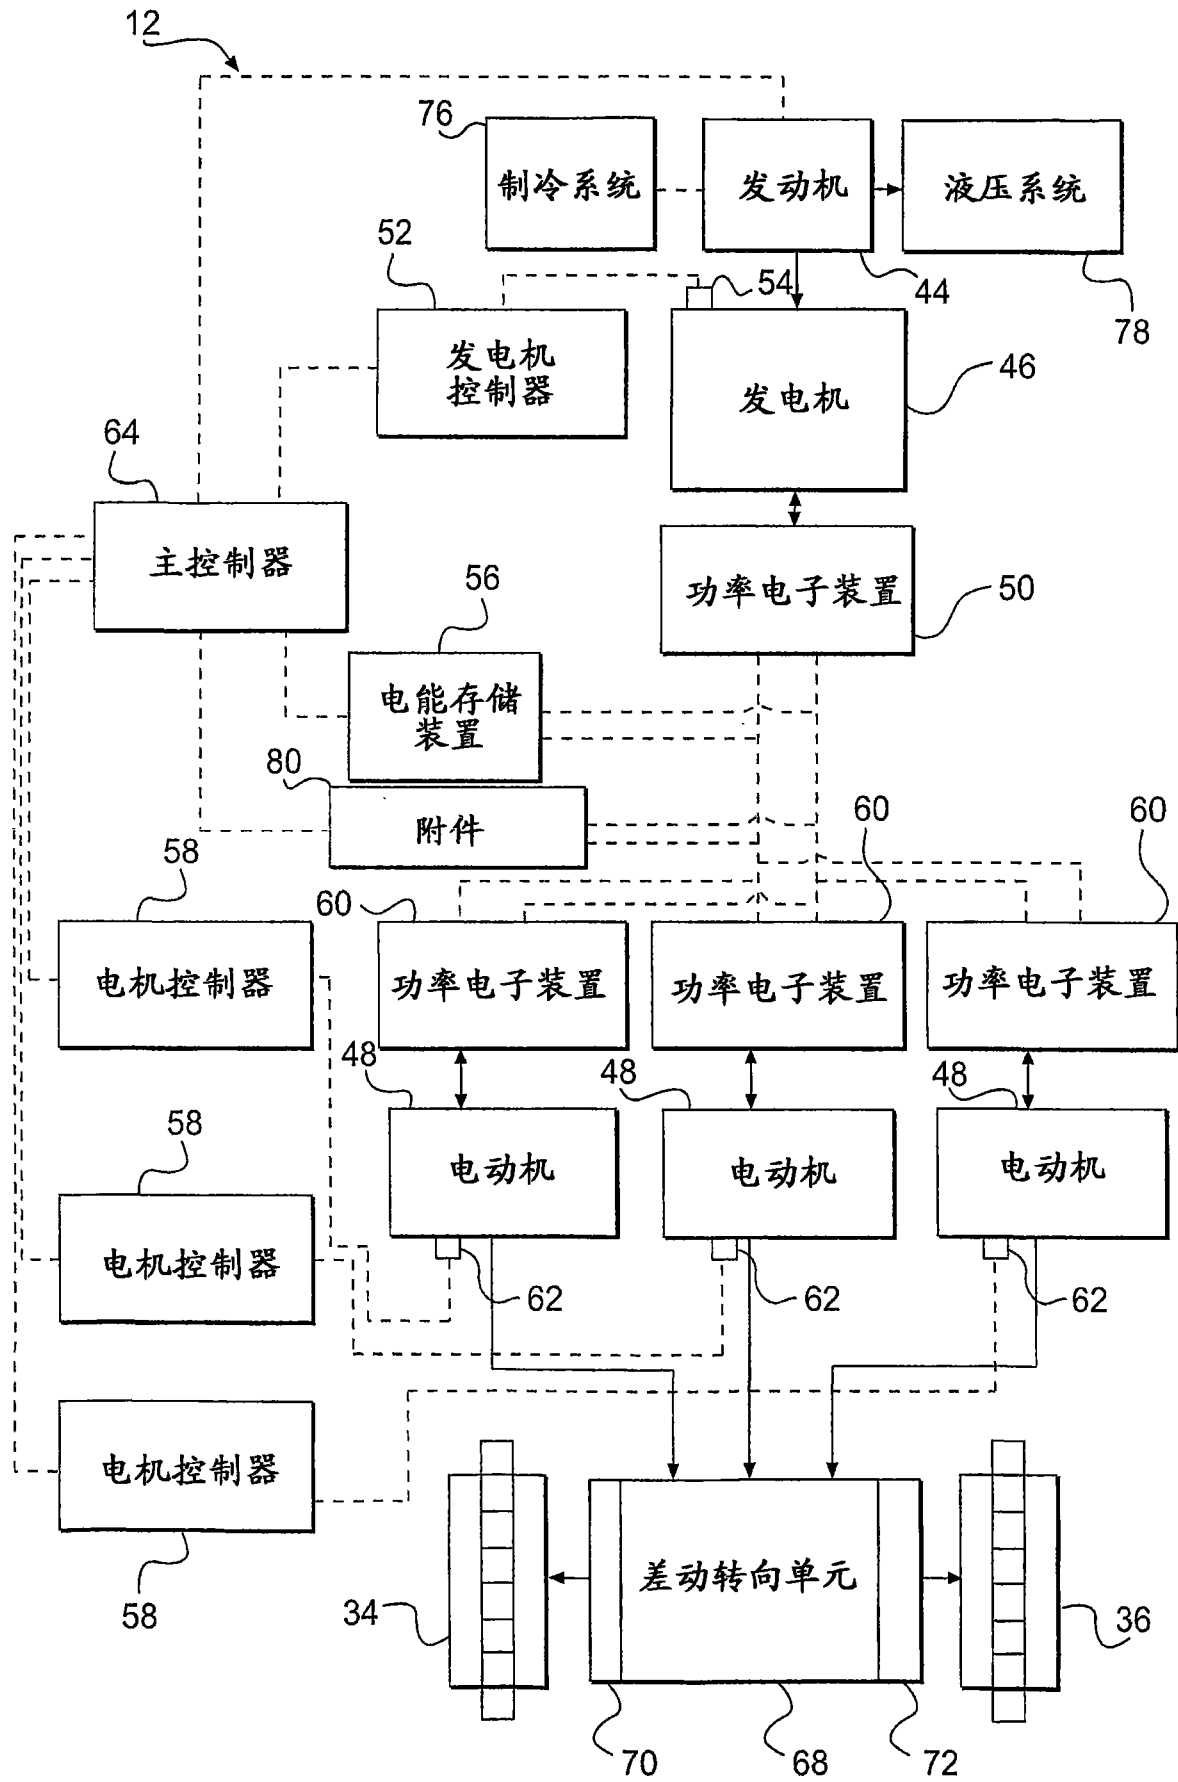 12
76
制冷系统
发动机
液压系统
52
54
44
78
发电机
控制器
发电机
46
64
主控制器
56
功率电子装置
50
电能存储
装置
80
附件
60
60
58
60
电机控制器
功率电子装置
功率电子装置
功率电子装置
48
48
48
58
电动机
电动机
电动机
电机控制器
62
62
62
电机控制器
58
34
差动转向单元
36
70
68
72